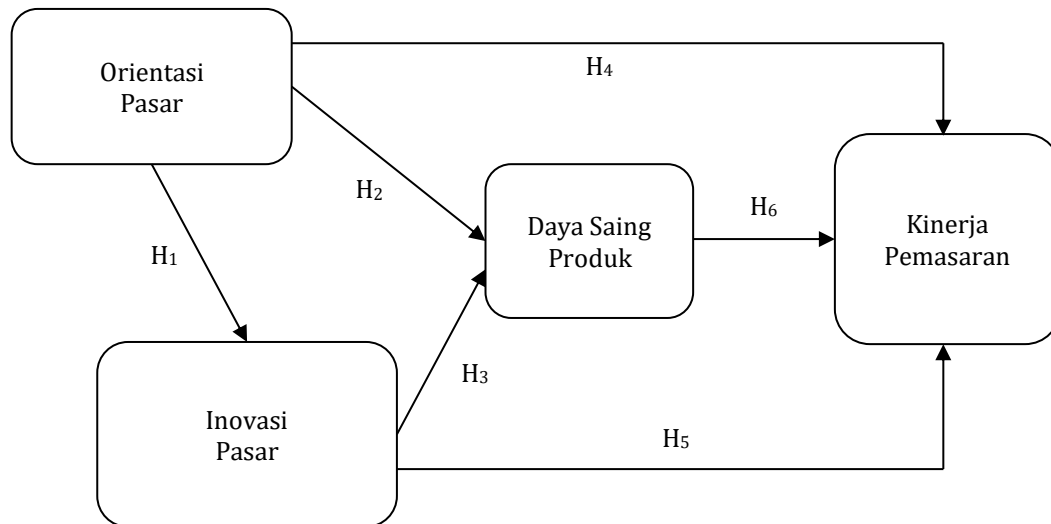 Orientasi
Pasar
H4
H2
H6
Daya Saing
Produk
Kinerja
Pemasaran
H1
H3
Inovasi
Pasar
H5